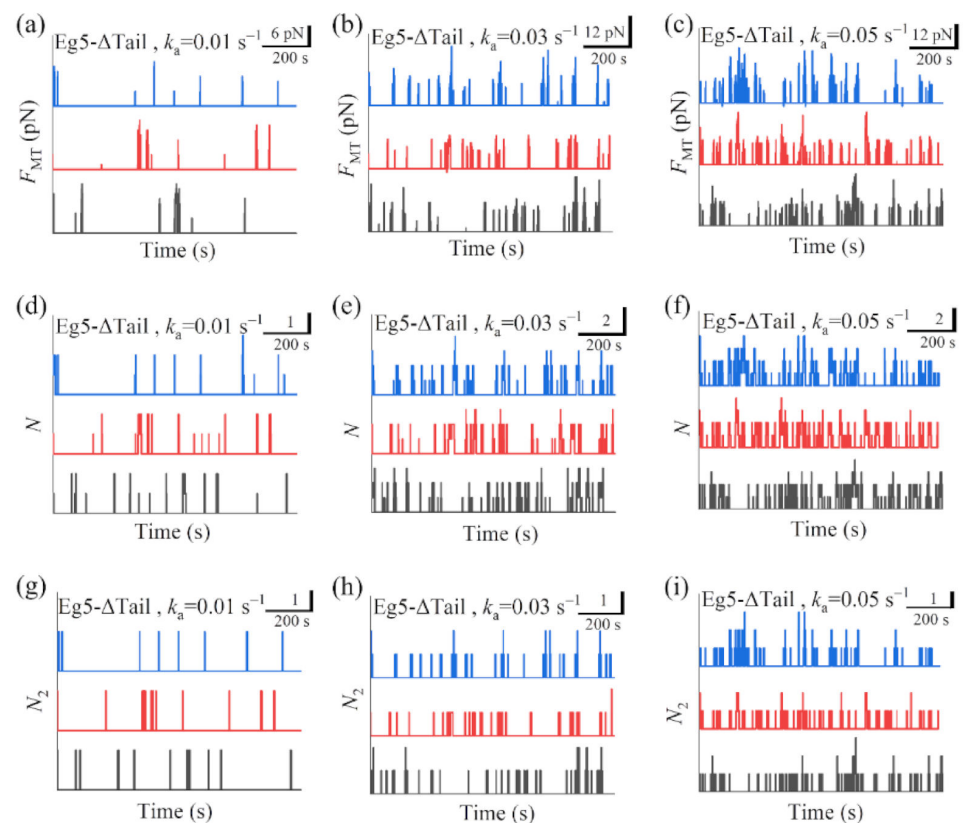 (a)
Eg5-ΔTail , kₐ=0.01 s⁻¹
6 pN
200 s
F_MT (pN)
Time (s)
(b)
Eg5-ΔTail , kₐ=0.03 s⁻¹
12 pN
200 s
F_MT (pN)
Time (s)
(c)
Eg5-ΔTail , kₐ=0.05 s⁻¹
12 pN
200 s
F_MT (pN)
Time (s)
(d)
Eg5-ΔTail , kₐ=0.01 s⁻¹
1
200 s
N
Time (s)
(e)
Eg5-ΔTail , kₐ=0.03 s⁻¹
2
200 s
N
Time (s)
(f)
Eg5-ΔTail , kₐ=0.05 s⁻¹
2
200 s
N
Time (s)
(g)
Eg5-ΔTail , kₐ=0.01 s⁻¹
1
200 s
N₂
Time (s)
(h)
Eg5-ΔTail , kₐ=0.03 s⁻¹
1
200 s
N₂
Time (s)
(i)
Eg5-ΔTail , kₐ=0.05 s⁻¹
1
200 s
N₂
Time (s)